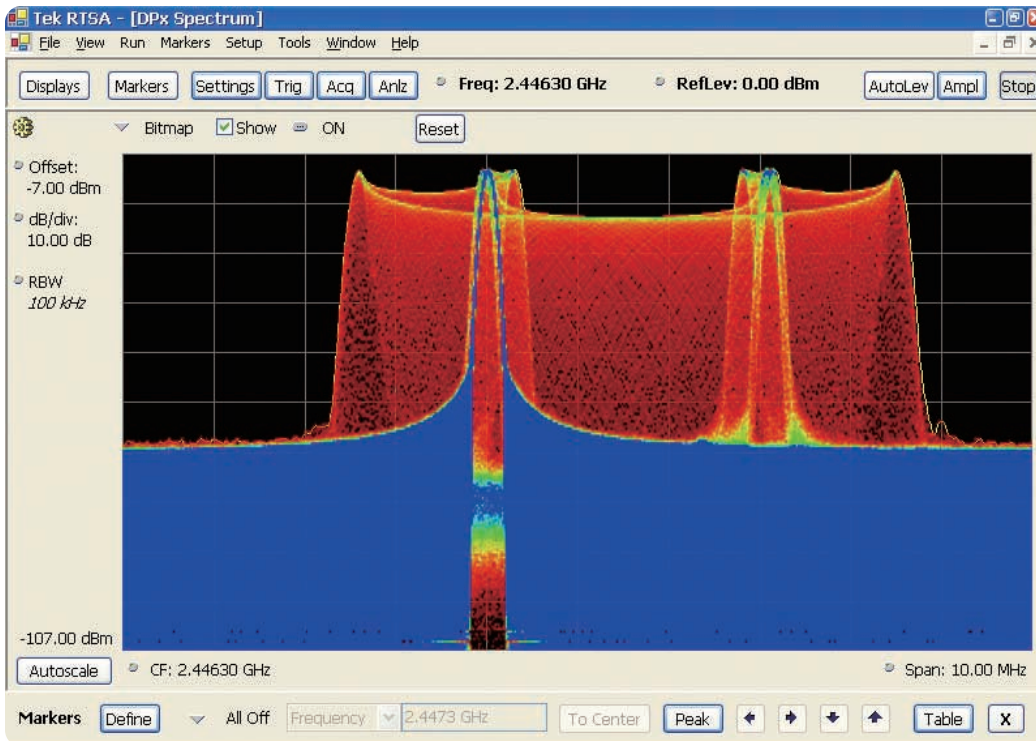 Tek RTSA - [DPx Spectrum]
File View Run Markers Setup Tools Window Help
Displays Markers Settings Trig Acq Anlz Freq: 2.44630 GHz RefLev: 0.00 dBm AutoLev Ampl Stop
Bitmap Show ON Reset
Offset:
-7.00 dBm
dB/div:
10.00 dB
RBW
100 kHz
-107.00 dBm
Autoscale CF: 2.44630 GHz Span: 10.00 MHz
Markers Define All Off Frequency 2.4473 GHz To Center Peak Table X